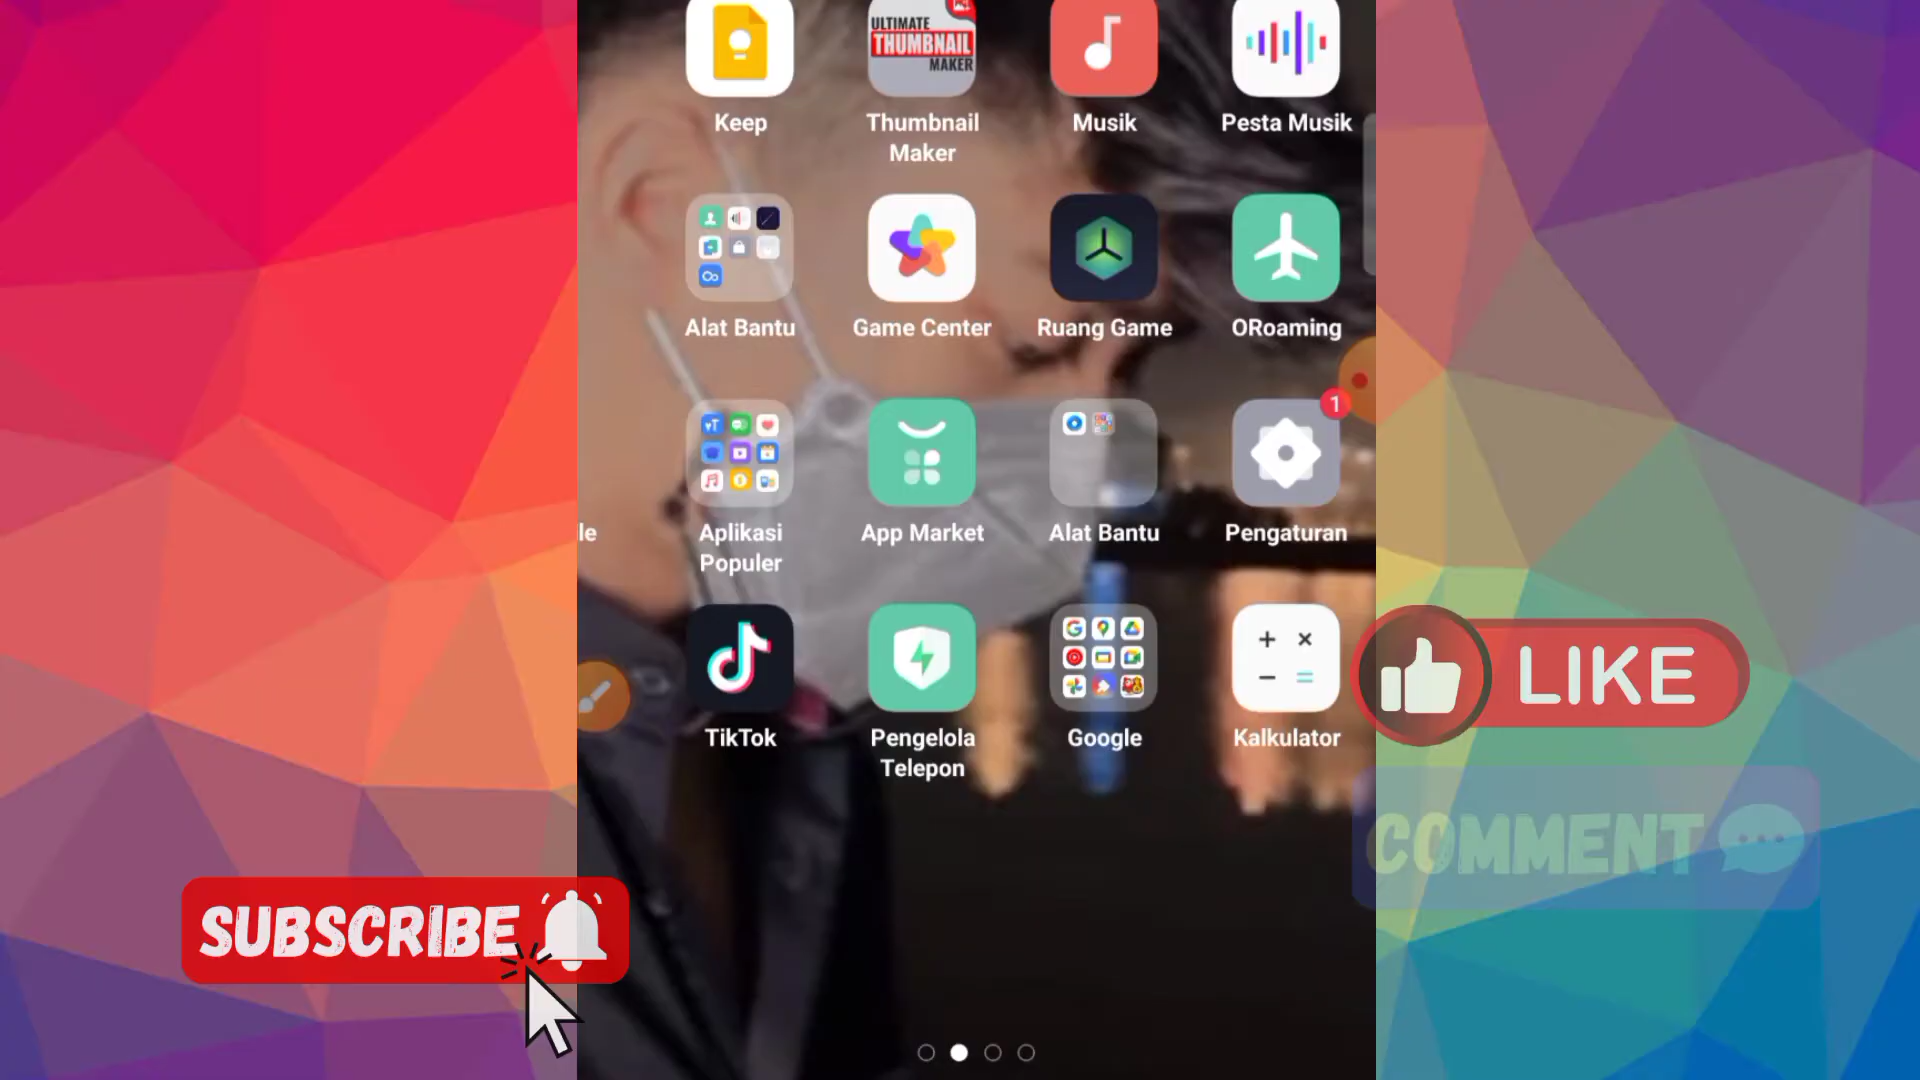 ULTIMATE
THUMBNAIL
MAKER
Keep
Thumbnail
Maker
Musik
Pesta Musik
Alat Bantu
Game Center
Ruang Game
ORoaming
1
le
Aplikasi
Populer
App Market
Alat Bantu
Pengaturan
TikTok
Pengelola
Telepon
Google
Kalkulator
LIKE
COMMENT
SUBSCRIBE